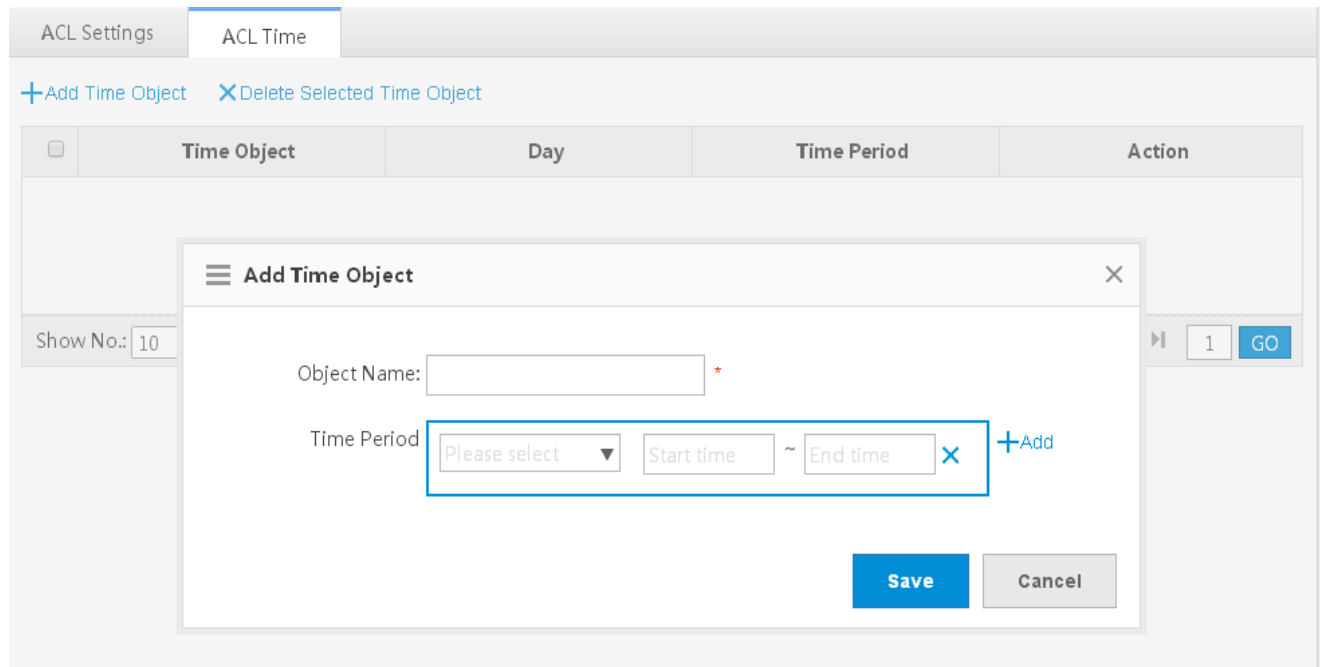 ACL Settings ACL Time
+Add Time Object ×Delete Selected Time Object
Time Object Day Time Period Action
Add Time Object ×
Show No.: 10 1 GO
Object Name: *
Time Period Please select ▼ Start time ~ End time × +Add
Save Cancel